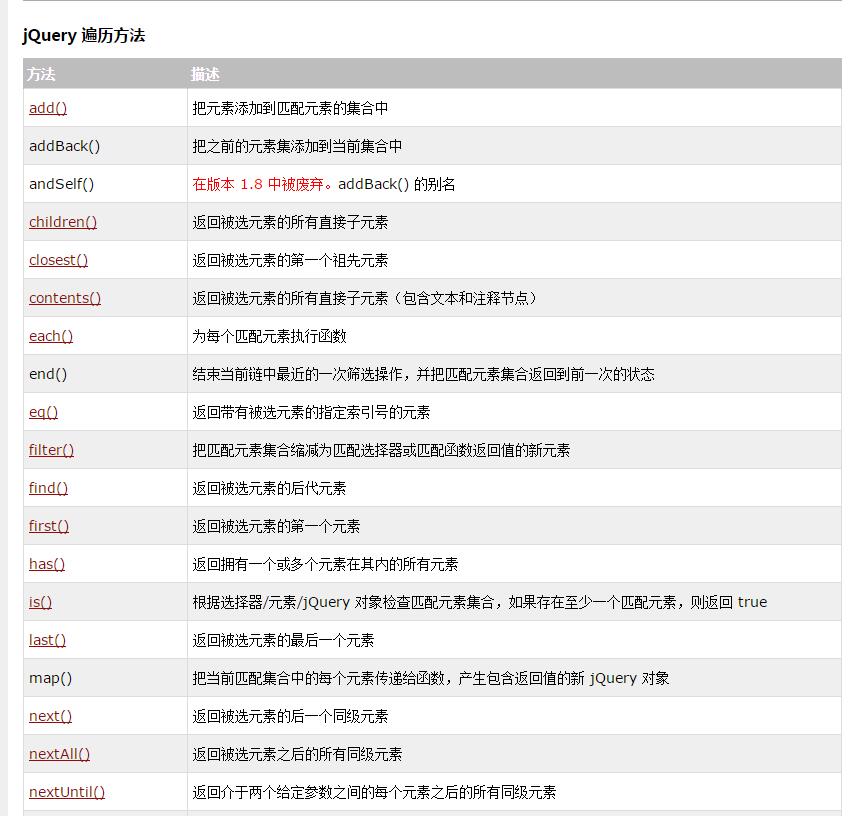 jQuery 遍历方法
方法 描述
add() 把元素添加到匹配元素的集合中
addBack() 把之前的元素集添加到当前集合中
andSelf() 在版本 1.8 中被废弃。addBack() 的别名
children() 返回被选元素的所有直接子元素
closest() 返回被选元素的第一个祖先元素
contents() 返回被选元素的所有直接子元素（包含文本和注释节点）
each() 为每个匹配元素执行函数
end() 结束当前链中最近的一次筛选操作，并把匹配元素集合返回到前一次的状态
eq() 返回带有被选元素的指定索引号的元素
filter() 把匹配元素集合缩减为匹配选择器或匹配函数返回值的新元素
find() 返回被选元素的后代元素
first() 返回被选元素的第一个元素
has() 返回拥有一个或多个元素在其内的所有元素
is() 根据选择器/元素/jQuery 对象检查匹配元素集合，如果存在至少一个匹配元素，则返回 true
last() 返回被选元素的最后一个元素
map() 把当前匹配集合中的每个元素传递给函数，产生包含返回值的新 jQuery 对象
next() 返回被选元素的后一个同级元素
nextAll() 返回被选元素之后的所有同级元素
nextUntil() 返回介于两个给定参数之间的每个元素之后的所有同级元素